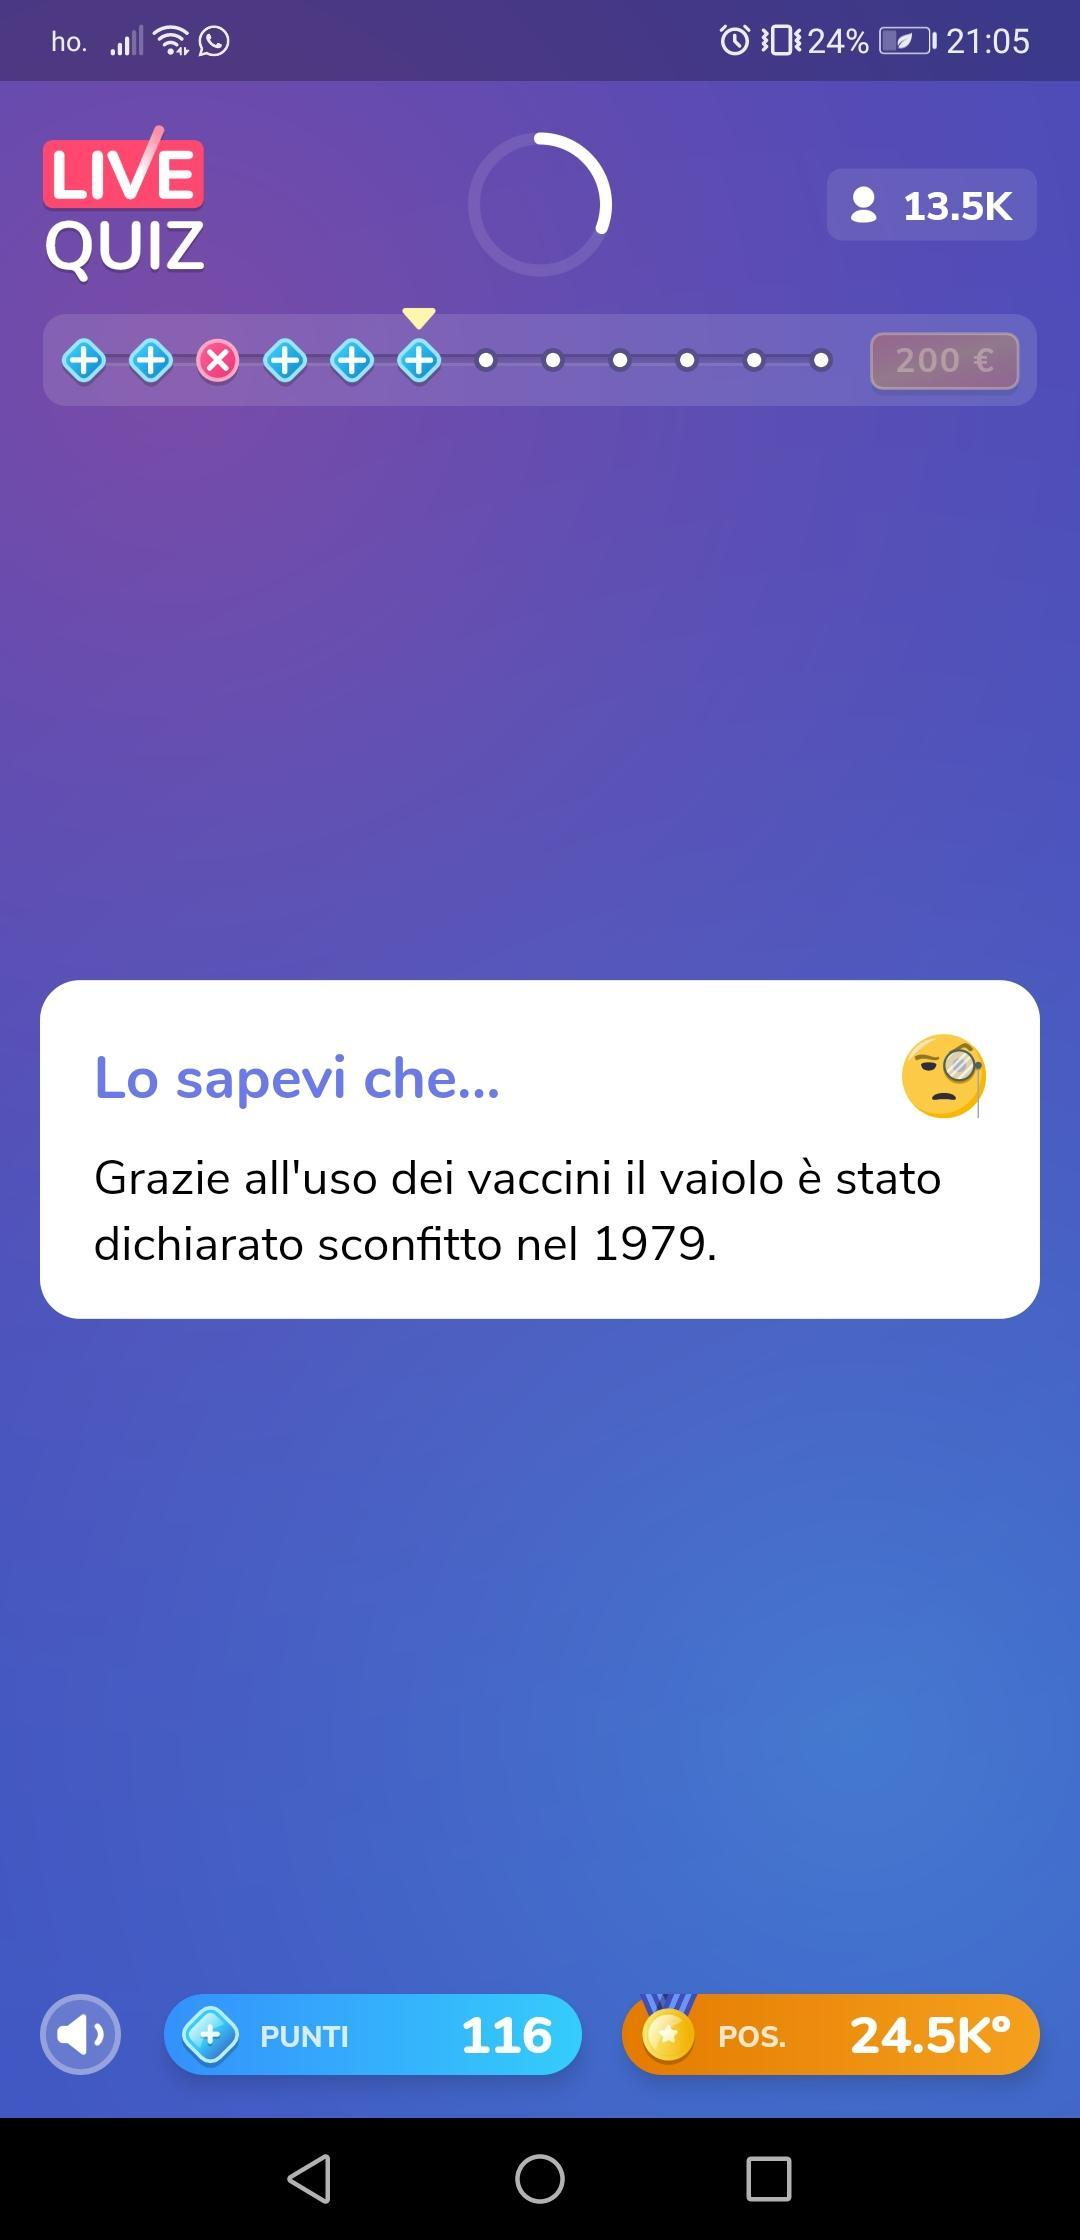 ho.
24%
21:05
LIVE
QUIZ
13.5K
200 €
Lo sapevi che...
Grazie all'uso dei vaccini il vaiolo è stato
dichiarato sconfitto nel 1979.
PUNTI 116
POS. 24.5K°